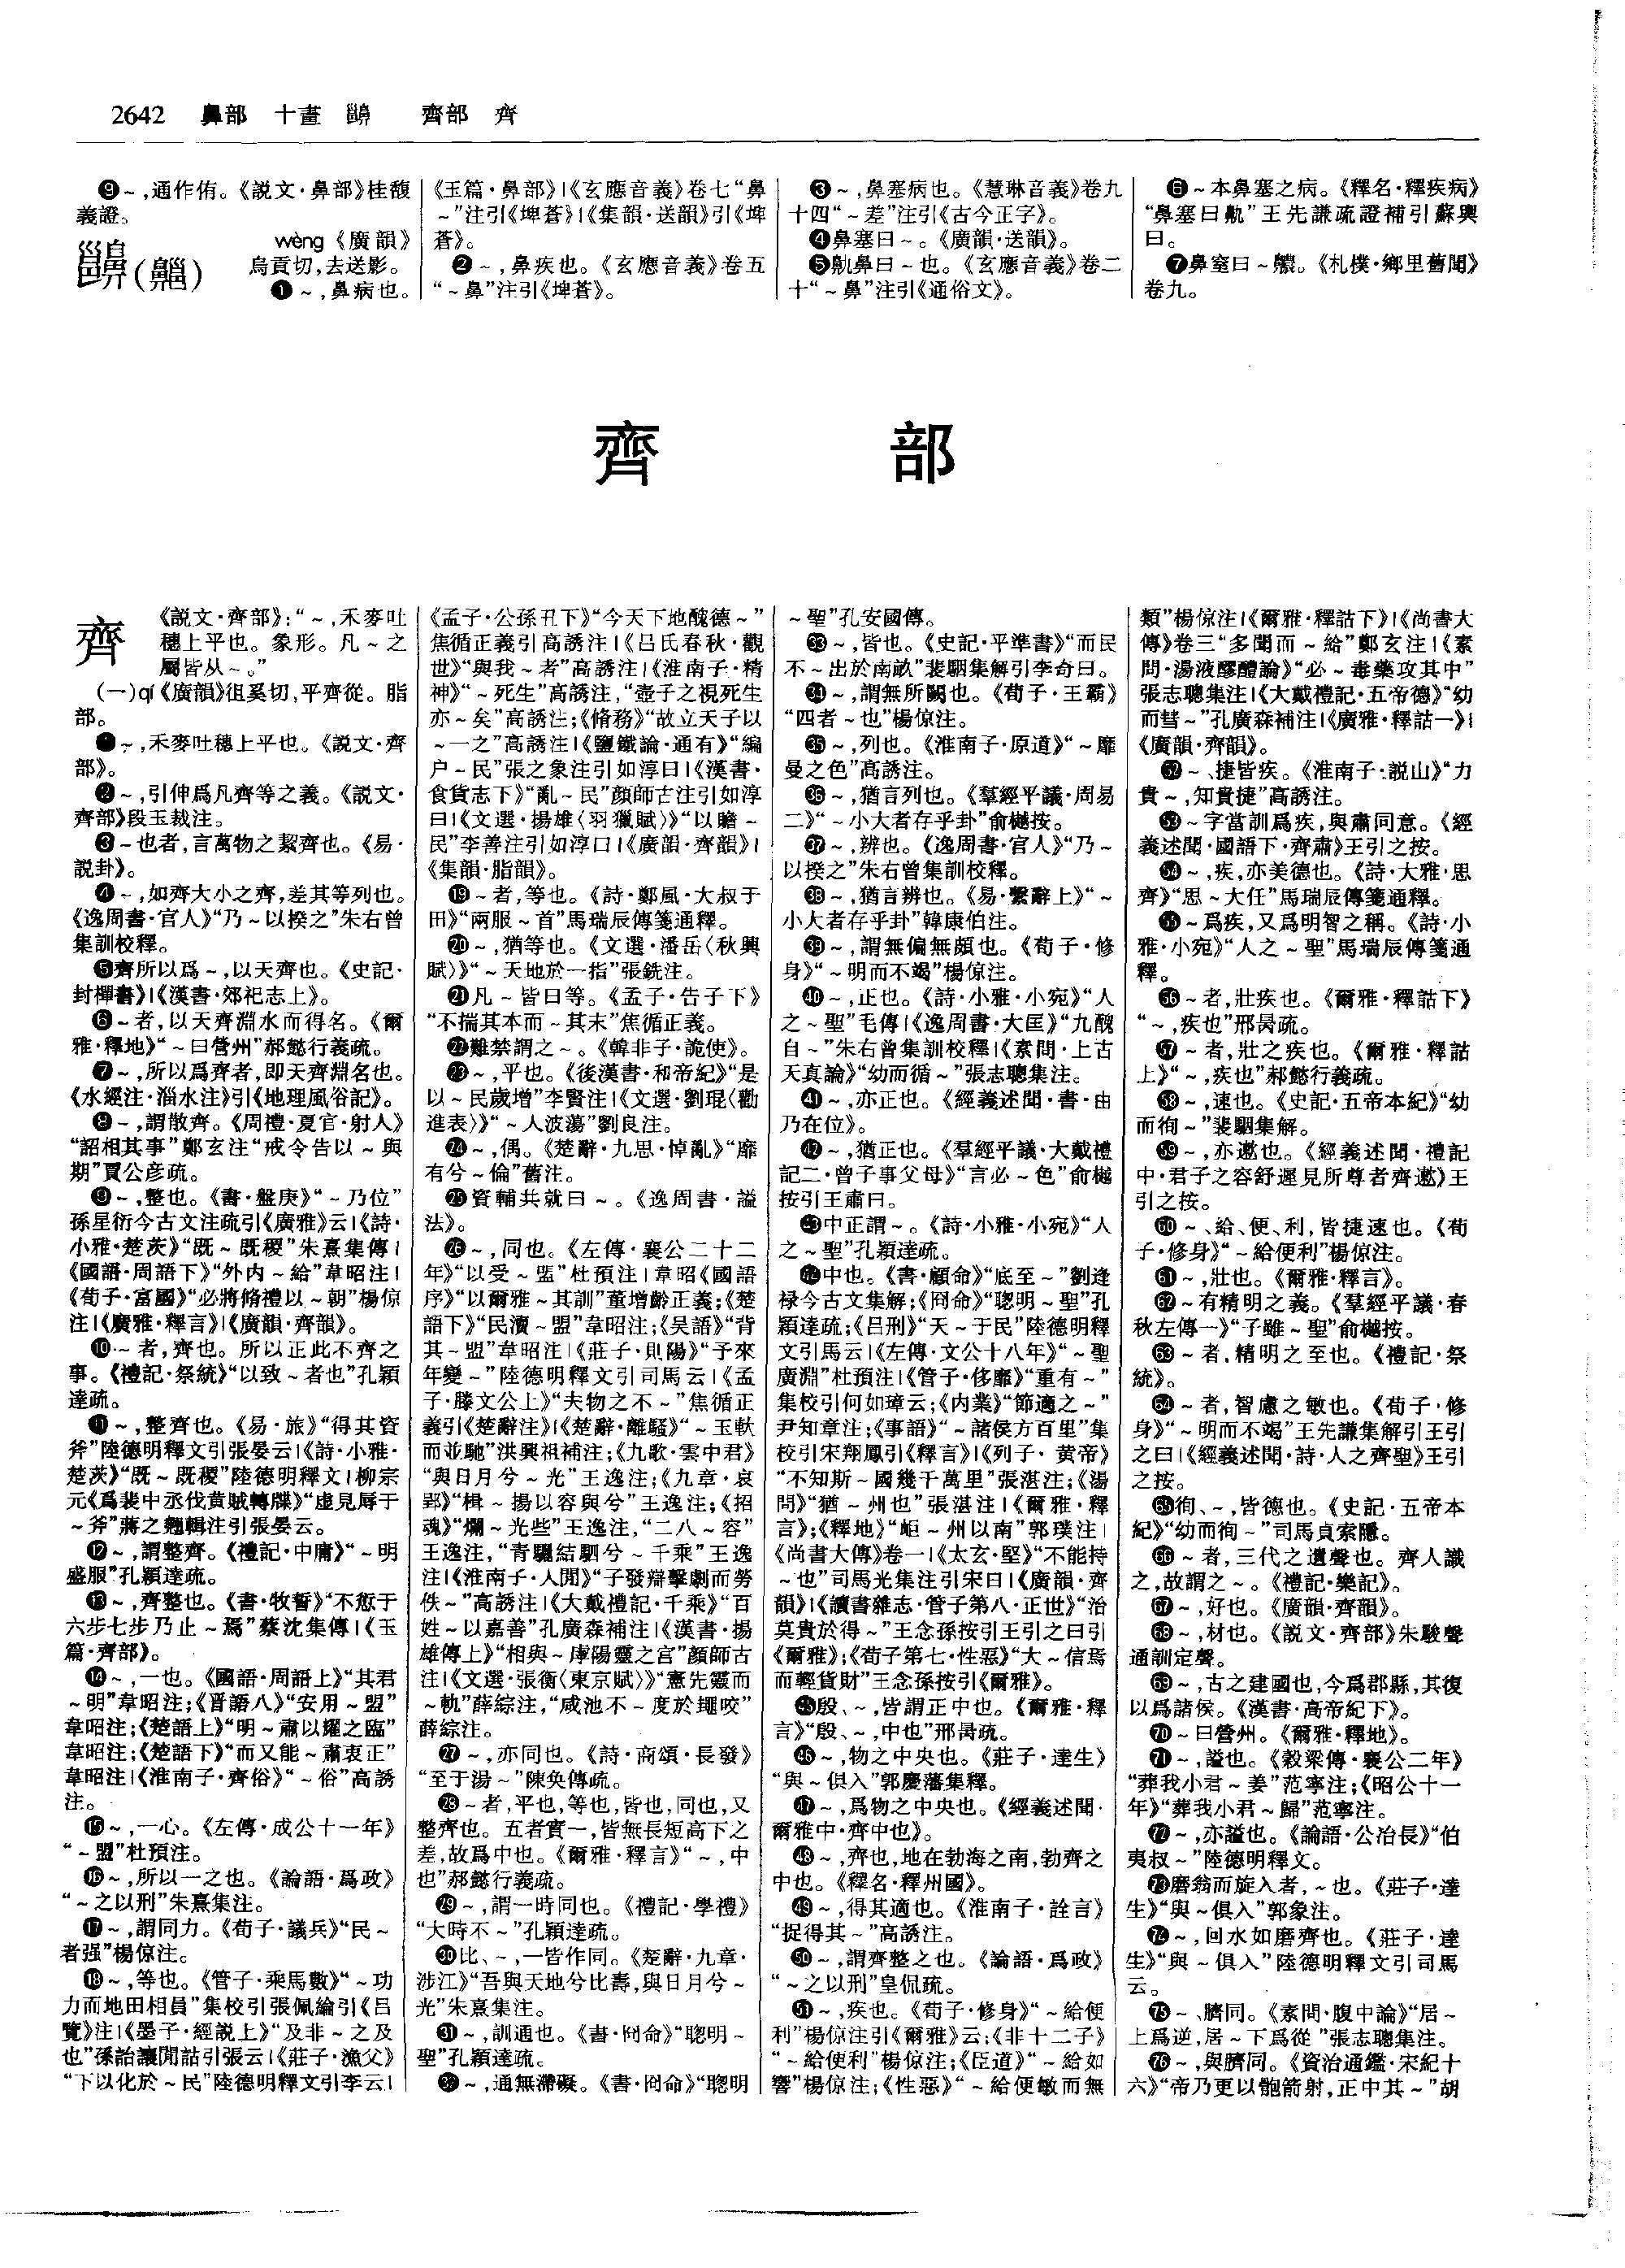 2642 鼻部 十畫 齆 齊部 齊
❾～,通作侑。《説文·鼻部》桂馥
義證。
齆(齇)
wèng《廣韻》
烏貢切,去送影。
❶～,鼻病也。
《玉篇·鼻部》|《玄應音義》卷七“鼻
～”注引《埤蒼》|《集韻·送韻》引《埤
蒼》。
❷～,鼻疾也。《玄應音義》卷五
“～鼻”注引《埤蒼》。
❸～,鼻塞病也。《慧琳音義》卷九
十四“～差”注引《古今正字》。
❹鼻塞曰～。《廣韻·送韻》。
❺鼽鼻曰～也。《玄應音義》卷二
十“～鼻”注引《通俗文》。
❻～本鼻塞之病。《釋名·釋疾病》
“鼻塞曰鼽”王先謙疏證補引蘇輿
曰。
❼鼻窒曰～齈。《札樸·鄉里舊聞》
卷九。
齊 部
齊
《説文·齊部》:“～,禾麥吐
穗上平也。象形。凡～之
屬皆从～。”
(一)qí《廣韻》徂奚切,平齊從。脂
部。
❶～,禾麥吐穗上平也。《説文·齊
部》。
❷～,引伸爲凡齊等之義。《説文·
齊部》段玉裁注。
❸～也者,言萬物之絜齊也。《易·
説卦》。
❹～,如齊大小之齊,差其等列也。
《逸周書·官人》“乃～以揆之”朱右曾
集訓校釋。
❺齊所以爲～,以天齊也。《史記·
封禪書》|《漢書·郊祀志上》。
❻～者,以天齊淵水而得名。《爾
雅·釋地》“～曰營州”郝懿行義疏。
❼～,所以爲齊者,即天齊淵名也。
《水經注·淄水注》引《地理風俗記》。
❽～,謂散齊。《周禮·夏官·射人》
“詔相其事”鄭玄注“戒令告以～與
期”賈公彦疏。
❾～,整也。《書·盤庚》“～乃位”
孫星衍今古文注疏引《廣雅》云|《詩·
小雅·楚茨》“既～既稷”朱熹集傳|
《國語·周語下》“外内～給”韋昭注|
《荀子·富國》“必將脩禮以～朝”楊倞
注|《廣雅·釋言》|《廣韻·齊韻》。
❿～者,齊也。所以正此不齊之
事。《禮記·祭統》“以致～者也”孔穎
達疏。
⓫～,整齊也。《易·旅》“得其資
斧”陸德明釋文引張晏云|《詩·小雅·
楚茨》“既～既稷”陸德明釋文|柳宗
元《爲裴中丞伐黄賊轉牒》“虚見辱于
～斧”蔣之翹輯注引張晏云。
⓬～,謂整齊。《禮記·中庸》“～明
盛服”孔穎達疏。
⓭～,齊整也。《書·牧誓》“不愆于
六步七步乃止～焉”蔡沈集傳|《玉
篇·齊部》。
⓮～,一也。《國語·周語上》“其君
～明”韋昭注;《晉語八》“安用～盟”
韋昭注;《楚語上》“明～肅以耀之臨”
韋昭注;《楚語下》“而又能～肅衷正”
韋昭注|《淮南子·齊俗》“～俗”高誘
注。
⓯～,一心。《左傳·成公十一年》
“～盟”杜預注。
⓰～,所以一之也。《論語·爲政》
“～之以刑”朱熹集注。
⓱～,謂同力。《荀子·議兵》“民～
者强”楊倞注。
⓲～,等也。《管子·乘馬數》“～功
力而地田相員”集校引張佩綸引《吕
覽》注|《墨子·經説上》“及非～之及
也”孫詒讓閒詁引張云|《莊子·漁父》
“下以化於～民”陸德明釋文引李云|
《孟子·公孫丑下》“今天下地醜德～”
焦循正義引高誘注|《吕氏春秋·觀
世》“與我～者”高誘注|《淮南子·精
神》“～死生”高誘注,“壺子之視死生
亦～矣”高誘注;《脩務》“故立天子以
～一之”高誘注|《鹽鐵論·通有》“編
户～民”張之象注引如淳曰|《漢書·
食貨志下》“亂～民”顔師古注引如淳
曰|《文選·揚雄〈羽獵賦〉》“以贍～
民”李善注引如淳曰|《廣韻·齊韻》|
《集韻·脂韻》。
⓳～者,等也。《詩·鄭風·大叔于
田》“兩服～首”馬瑞辰傳箋通釋。
⓴～,猶等也。《文選·潘岳〈秋興
賦〉》“～天地於一指”張銑注。
㉑凡～皆曰等。《孟子·告子下》
“不揣其本而～其末”焦循正義。
㉒難禁謂之～。《韓非子·詭使》。
㉓～,平也。《後漢書·和帝紀》“是
以～民歲增”李賢注|《文選·劉琨〈勸
進表〉》“～人波蕩”劉良注。
㉔～,偶。《楚辭·九思·悼亂》“靡
有兮～倫”舊注。
㉕資輔共就曰～。《逸周書·謚
法》。
㉖～,同也。《左傳·襄公二十二
年》“以受～盟”杜預注|韋昭《國語
序》“以爾雅～其訓”董增齡正義;《楚
語下》“民瀆～盟”韋昭注;《吴語》“背
其～盟”韋昭注|《莊子·則陽》“予來
年變～”陸德明釋文引司馬云|《孟
子·滕文公上》“夫物之不～”焦循正
義引《楚辭注》|《楚辭·離騷》“～玉軑
而並馳”洪興祖補注;《九歌·雲中君》
“與日月兮～光”王逸注;《九章·哀
郢》“楫～揚以容與兮”王逸注;《招
魂》“爛～光些”王逸注,“二八～容”
王逸注,“青驪結駟兮～千乘”王逸
注|《淮南子·人閒》“子發辯擊劇而勞
佚～”高誘注|《大戴禮記·千乘》“百
姓～以嘉善”孔廣森補注|《漢書·揚
雄傳上》“相與～虖陽靈之宫”顔師古
注|《文選·張衡〈東京賦〉》“憲先靈而
～軌”薛綜注,“咸池不～度於䵷咬”
薛綜注。
㉗～,亦同也。《詩·商頌·長發》
“至于湯～”陳奂傳疏。
㉘～者,平也,等也,皆也,同也,又
整齊也。五者實一,皆無長短高下之
差,故爲中也。《爾雅·釋言》“～,中
也”郝懿行義疏。
㉙～,謂一時同也。《禮記·學禮》
“大時不～”孔穎達疏。
㉚比、～,一皆作同。《楚辭·九章·
涉江》“吾與天地兮比壽,與日月兮～
光”朱熹集注。
㉛～,訓通也。《書·冏命》“聰明～
聖”孔穎達疏。
㉜～,通無滯礙。《書·冏命》“聰明
～聖”孔安國傳。
㉝～,皆也。《史記·平準書》“而民
不～出於南畝”裴駰集解引李奇曰。
㉞～,謂無所闕也。《荀子·王霸》
“四者～也”楊倞注。
㉟～,列也。《淮南子·原道》“～靡
曼之色”高誘注。
㊱～,猶言列也。《羣經平議·周易
二》“～小大者存乎卦”俞樾按。
㊲～,辨也。《逸周書·官人》“乃～
以揆之”朱右曾集訓校釋。
㊳～,猶言辨也。《易·繫辭上》“～
小大者存乎卦”韓康伯注。
㊴～,謂無偏無頗也。《荀子·修
身》“～明而不竭”楊倞注。
㊵～,正也。《詩·小雅·小宛》“人
之～聖”毛傳|《逸周書·大匡》“九醜
自～”朱右曾集訓校釋|《素問·上古
天真論》“幼而循～”張志聰集注。
㊶～,亦正也。《經義述聞·書·由
乃在位》。
㊷～,猶正也。《羣經平議·大戴禮
記二·曾子事父母》“言必～色”俞樾
按引王肅曰。
㊸中正謂～。《詩·小雅·小宛》“人
之～聖”孔穎達疏。
㊹中也。《書·顧命》“底至～”劉逢
禄今古文集解;《冏命》“聰明～聖”孔
穎達疏;《吕刑》“天～于民”陸德明釋
文引馬云|《左傳·文公十八年》“～聖
廣淵”杜預注|《管子·侈靡》“重有～”
集校引何如璋云;《内業》“節適之～”
尹知章注;《事語》“～諸侯方百里”集
校引宋翔鳳引《釋言》|《列子·黄帝》
“不知斯～國幾千萬里”張湛注;《湯
問》“猶～州也”張湛注|《爾雅·釋
言》;《釋地》“岠～州以南”郭璞注|
《尚書大傳》卷一|《太玄·堅》“不能持
～也”司馬光集注引宋曰|《廣韻·齊
韻》|《讀書雜志·管子第八·正世》“治
莫貴於得～”王念孫按引王引之曰引
《爾雅》;《荀子第七·性惡》“大～信焉
而輕貨財”王念孫按引《爾雅》。
㊺殷、～,皆謂正中也。《爾雅·釋
言》“殷、～,中也”邢昺疏。
㊻～,物之中央也。《莊子·達生》
“與～俱入”郭慶藩集釋。
㊼～,爲物之中央也。《經義述聞·
爾雅中·齊中也》。
㊽～,齊也,地在勃海之南,勃齊之
中也。《釋名·釋州國》。
㊾～,得其適也。《淮南子·詮言》
“捉得其～”高誘注。
㊿～,謂齊整之也。《論語·爲政》
“～之以刑”皇侃疏。
51～,疾也。《荀子·修身》“～給便
利”楊倞注引《爾雅》云;《非十二子》
“～給便利”楊倞注;《臣道》“～給如
響”楊倞注;《性惡》“～給便敏而無
類”楊倞注|《爾雅·釋詁下》|《尚書大
傳》卷三“多聞而～給”鄭玄注|《素
問·湯液醪醴論》“必～毒藥攻其中”
張志聰集注|《大戴禮記·五帝德》“幼
而彗～”孔廣森補注|《廣雅·釋詁一》|
《廣韻·齊韻》。
52～、捷皆疾。《淮南子·説山》“力
貴～,知貴捷”高誘注。
53～字當訓爲疾,與肅同意。《經
義述聞·國語下·齊肅》王引之按。
54～,疾,亦美德也。《詩·大雅·思
齊》“思～大任”馬瑞辰傳箋通釋。
55～爲疾,又爲明智之稱。《詩·小
雅·小宛》“人之～聖”馬瑞辰傳箋通
釋。
56～者,壯疾也。《爾雅·釋詁下》
“～,疾也”邢昺疏。
57～者,壯之疾也。《爾雅·釋詁
上》“～,疾也”郝懿行義疏。
58～,速也。《史記·五帝本紀》“幼
而徇～”裴駰集解。
59～,亦遬也。《經義述聞·禮記
中·君子之容舒遲見所尊者齊遬》王
引之按。
60～、給、便、利,皆捷速也。《荀
子·修身》“～給便利”楊倞注。
61～,壯也。《爾雅·釋言》。
62～有精明之義。《羣經平議·春
秋左傳一》“子雖～聖”俞樾按。
63～者,精明之至也。《禮記·祭
統》。
64～者,智慮之敏也。《荀子·修
身》“～明而不竭”王先謙集解引王引
之曰|《經義述聞·詩·人之齊聖》王引
之按。
65徇、～,皆德也。《史記·五帝本
紀》“幼而徇～”司馬貞索隱。
66～者,三代之遺聲也。齊人識
之,故謂之～。《禮記·樂記》。
67～,好也。《廣韻·齊韻》。
68～,材也。《説文·齊部》朱駿聲
通訓定聲。
69～,古之建國也,今爲郡縣,其復
以爲諸侯。《漢書·高帝紀下》。
70～曰營州。《爾雅·釋地》。
71～,謚也。《穀梁傳·襄公二年》
“葬我小君～姜”范寧注;《昭公十一
年》“葬我小君～歸”范寧注。
72～,亦謚也。《論語·公冶長》“伯
夷叔～”陸德明釋文。
73磨翁而旋入者,～也。《莊子·達
生》“與～俱入”郭象注。
74～,回水如磨齊也。《莊子·達
生》“與～俱入”陸德明釋文引司馬
云。
75～、臍同。《素問·腹中論》“居～
上爲逆,居～下爲從”張志聰集注。
76～,與臍同。《資治通鑑·宋紀十
六》“帝乃更以骲箭射,正中其～”胡